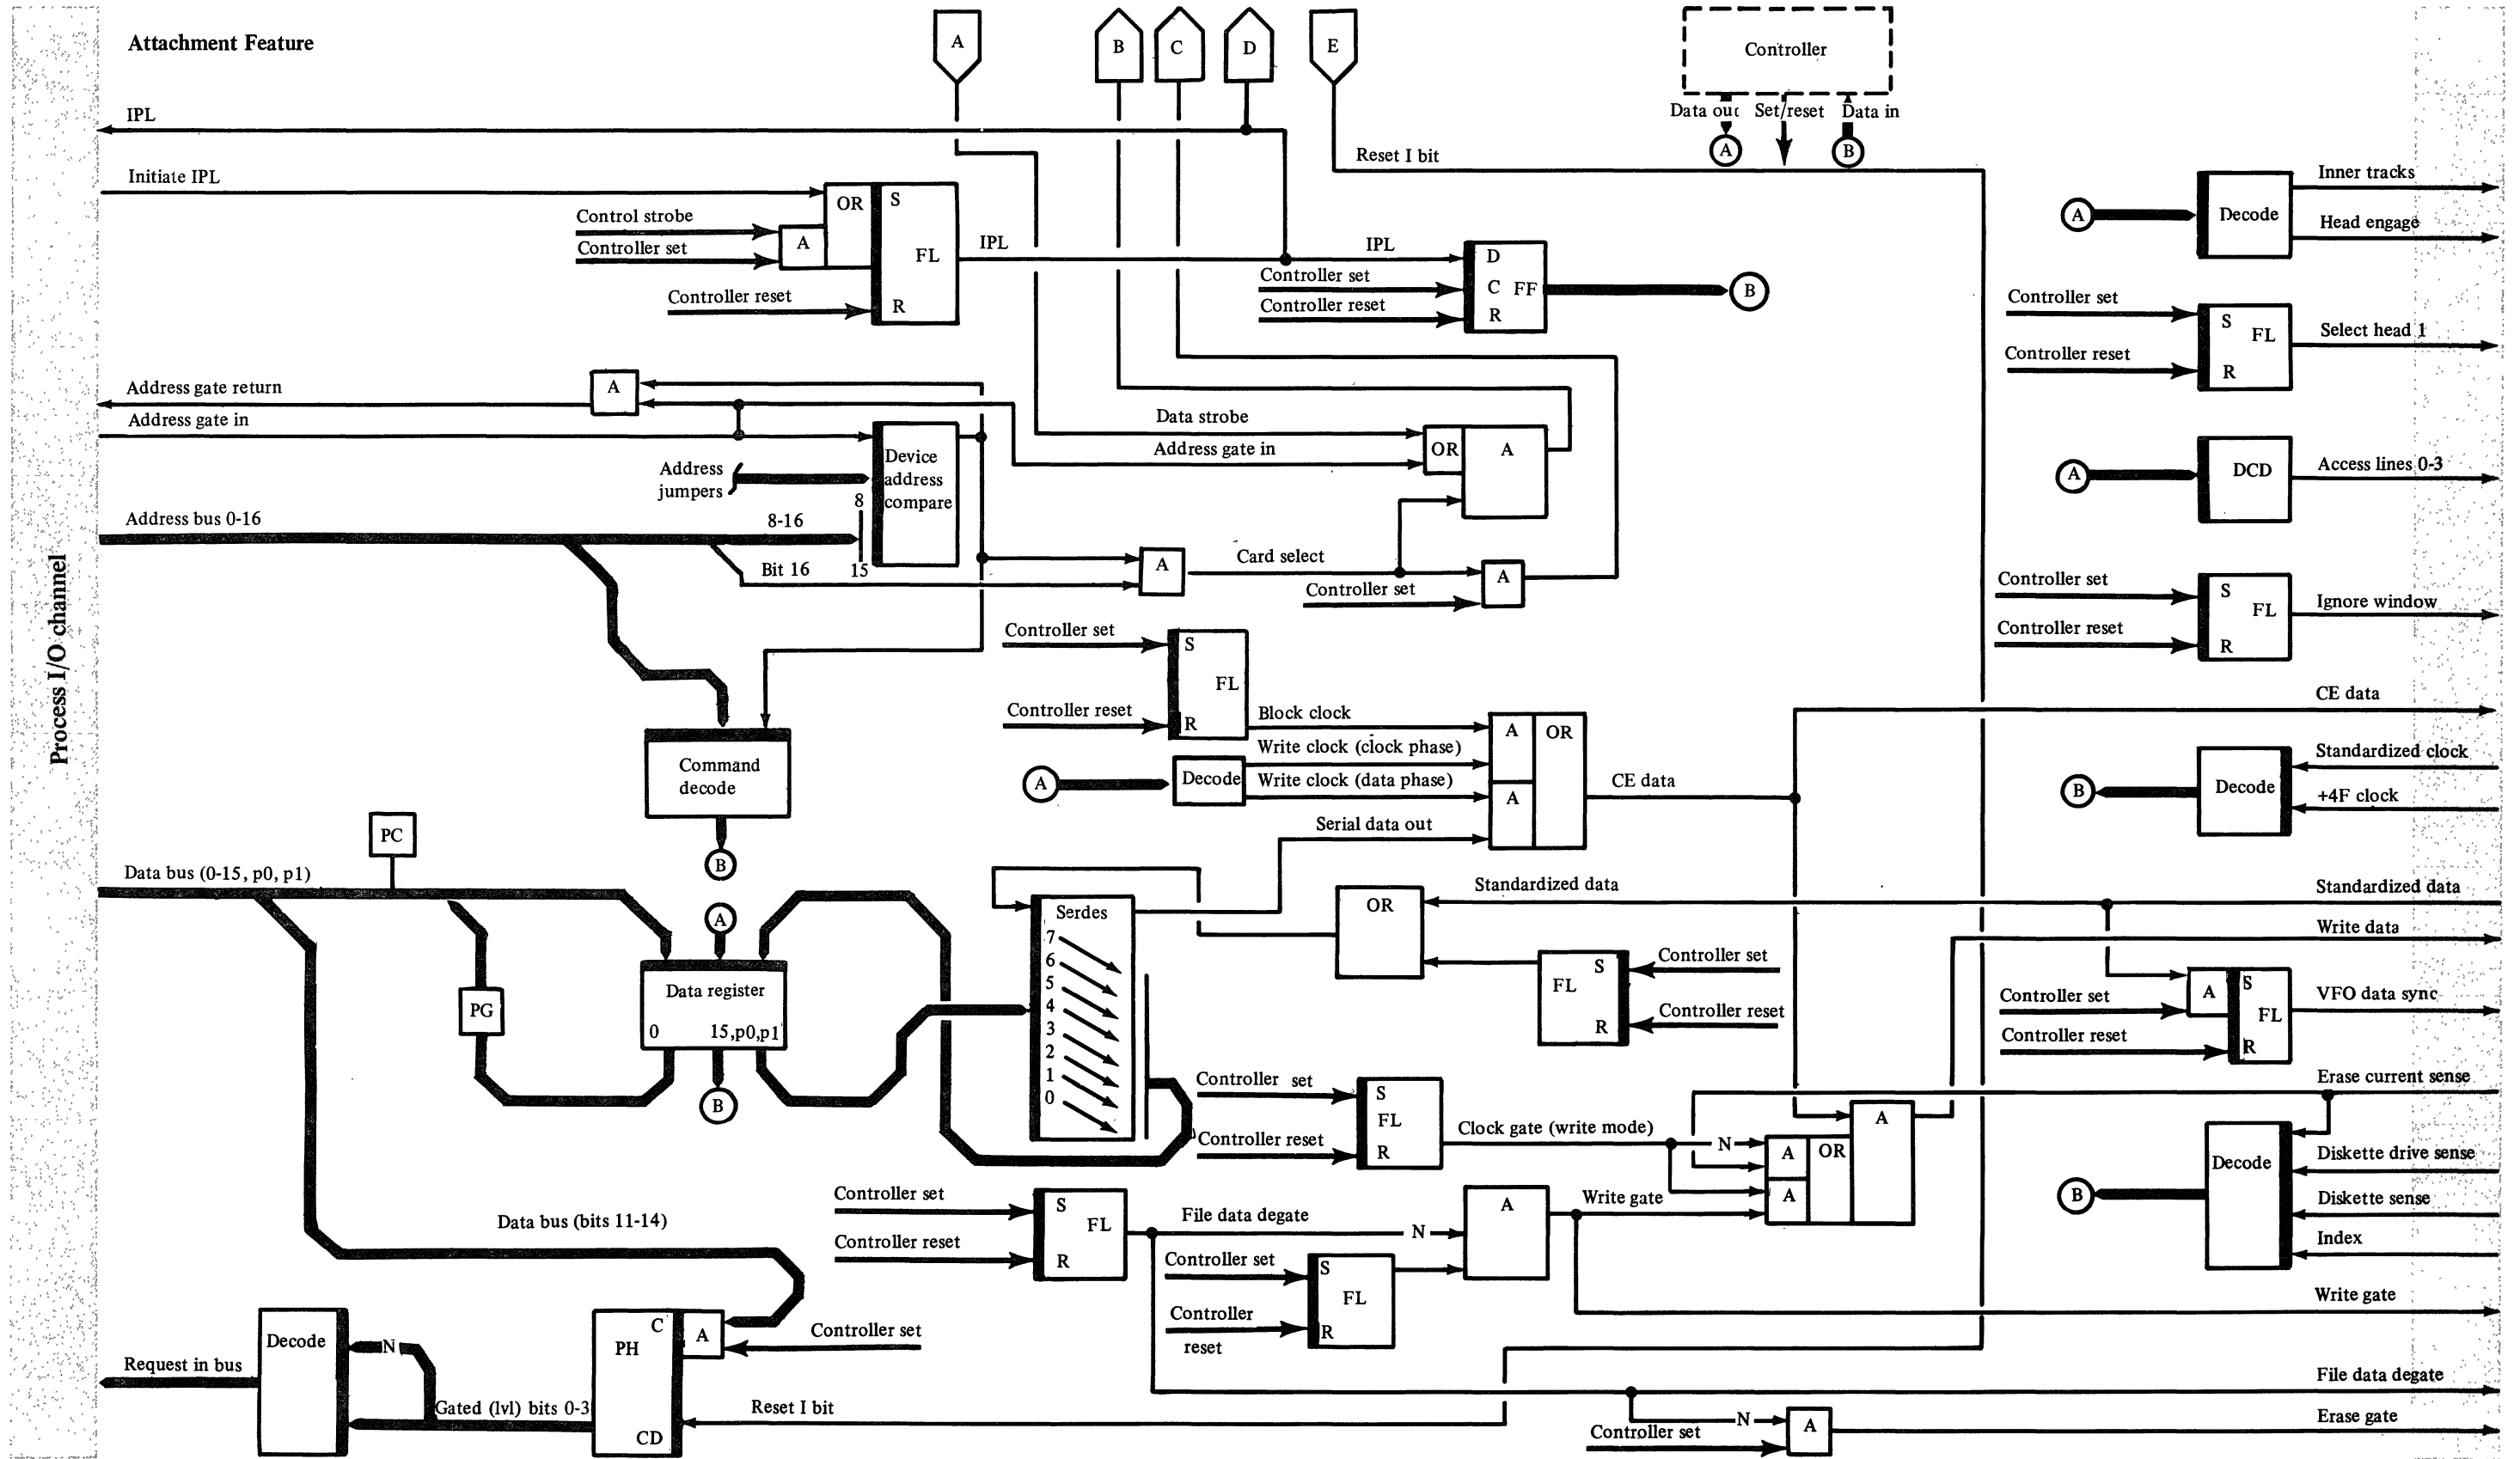 Attachment Feature
A
B
C
D
E
Controller
Data out
Set/reset
Data in
A
B
IPL
Initiate IPL
Control strobe
Controller set
A
OR
S
FL
R
Controller reset
IPL
IPL
Controller set
Controller reset
D
C
FF
R
B
Reset I bit
A
Decode
Inner tracks
Head engage
Controller set
Controller reset
S
FL
R
Select head 1
Address gate return
Address gate in
A
Address
jumpers
Device
address
compare
8
15
Address bus 0-16
8-16
Bit 16
Data strobe
Address gate in
OR
A
A
Card select
Controller set
A
A
DCD
Access lines 0-3
Controller set
Controller reset
S
FL
R
Ignore window
Process I/O channel
Command
decode
B
Controller set
Controller reset
S
FL
R
Block clock
Write clock (clock phase)
Write clock (data phase)
A
Decode
Serial data out
A
A
OR
CE data
CE data
B
Decode
Standardized clock
+4F clock
PC
Data bus (0-15, p0, p1)
A
PG
Data register
0
15,p0,p1
B
Serdes
7
6
5
4
3
2
1
0
OR
Standardized data
Standardized data
Write data
S
FL
R
Controller set
Controller reset
Controller set
Controller reset
A
S
FL
R
VFO data sync
Controller set
Controller reset
S
FL
R
Clock gate (write mode)
N
A
A
OR
A
Erase current sense
Decode
B
Diskette drive sense
Diskette sense
Index
Data bus (bits 11-14)
Controller set
Controller reset
S
FL
R
File data degate
N
A
Write gate
Controller set
Controller
reset
S
FL
R
Write gate
Decode
Request in bus
N
Gated (lvl) bits 0-3
C
PH
CD
A
Controller set
Reset I bit
File data degate
N
Controller set
A
Erase gate